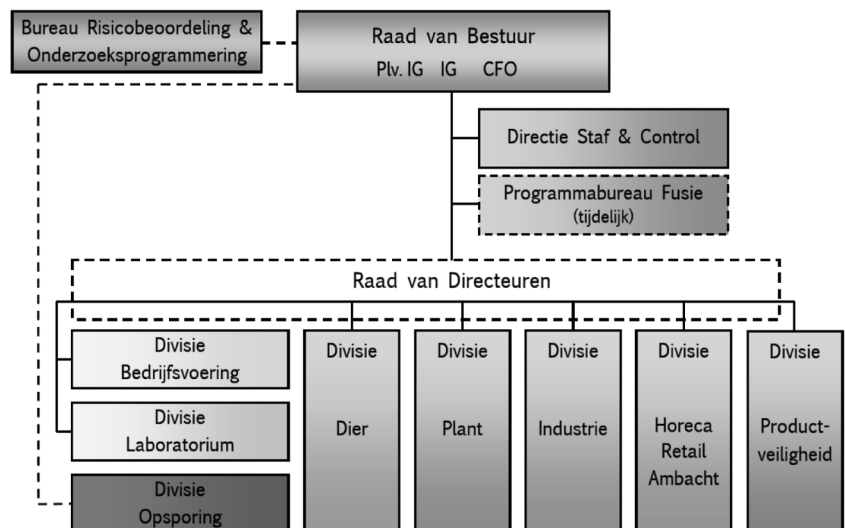 Bureau Risicobeoordeling &
Onderzoeksprogrammering
Raad van Bestuur
Plv. IG IG CFO
Directie Staf & Control
Programmabureau Fusie
(tijdelijk)
Raad van Directeuren
Divisie
Bedrijfsvoering
Divisie
Laboratorium
Divisie
Opsporing
Divisie
Dier
Divisie
Plant
Divisie
Industrie
Divisie
Horeca
Retail
Ambacht
Divisie
Product-
veiligheid